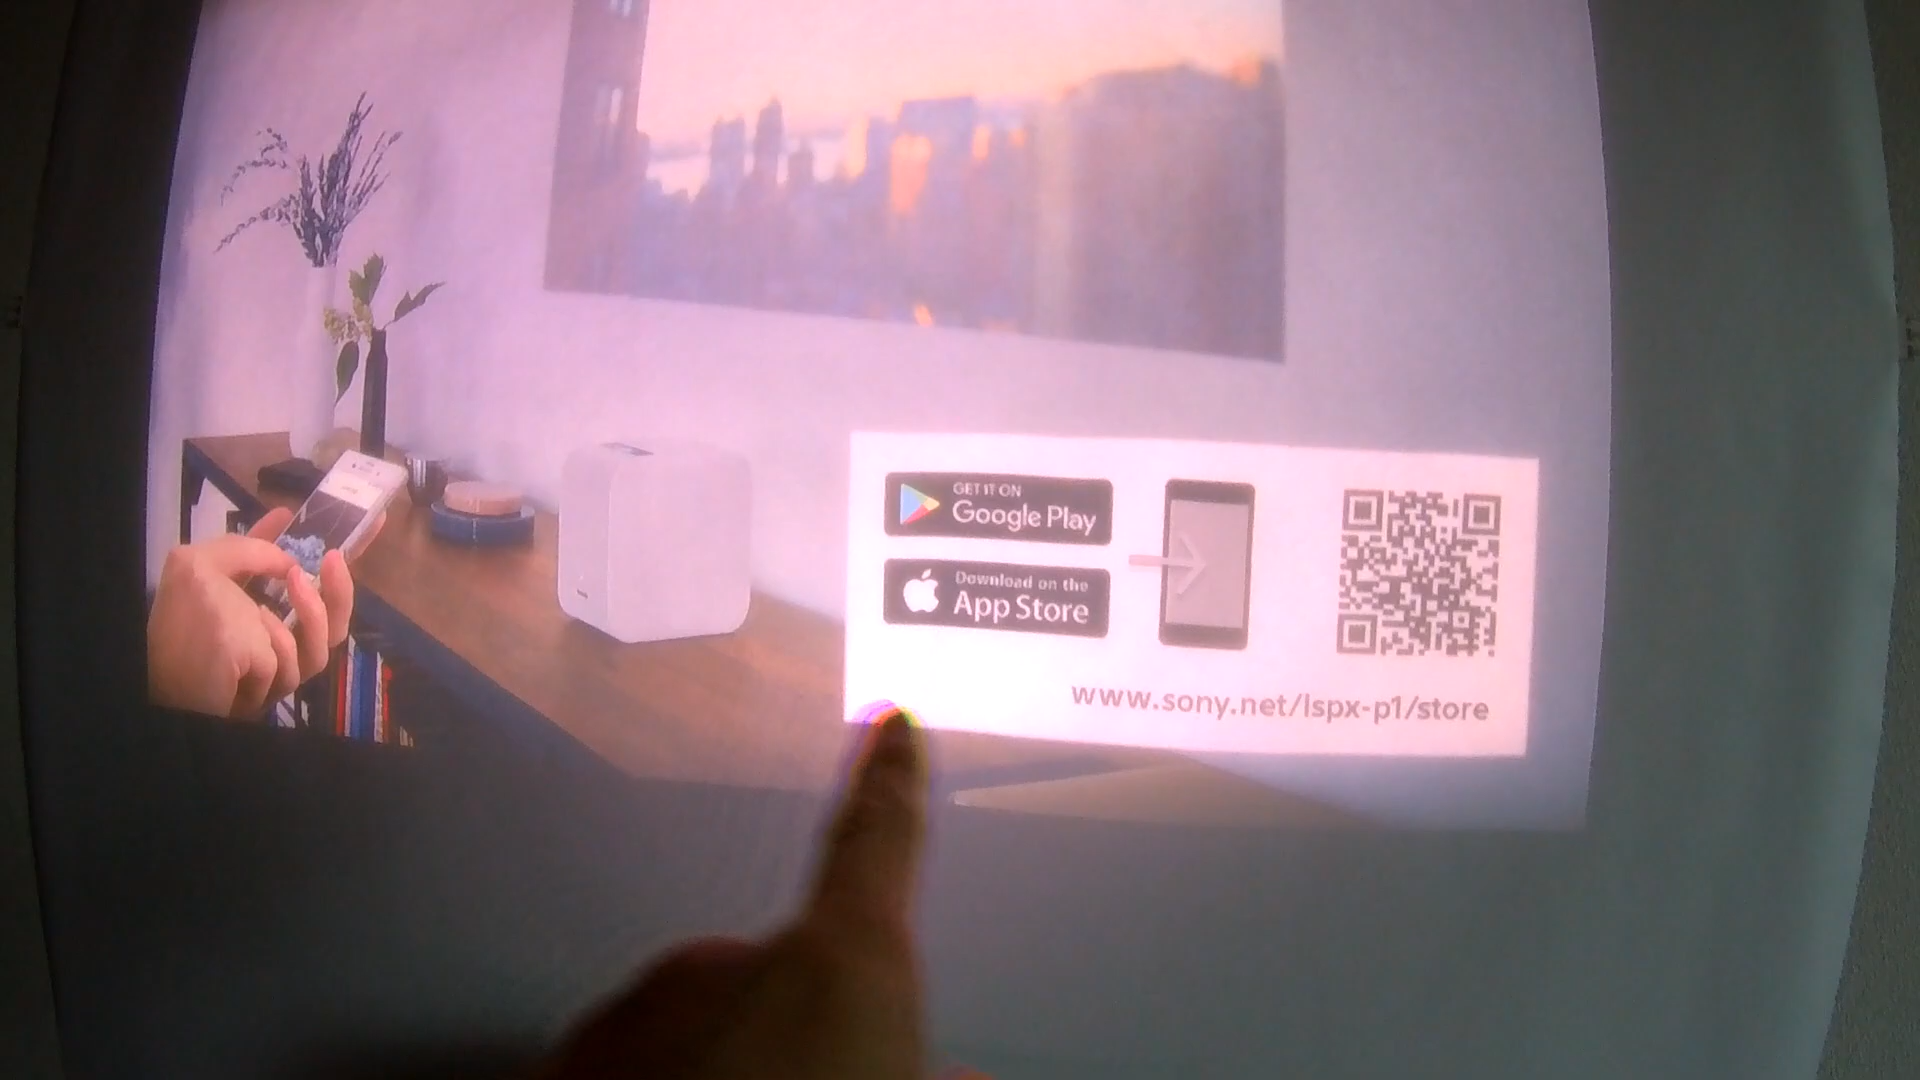 GET IT ON
Google Play
Download on the
App Store
www.sony.net/lspx-p1/store